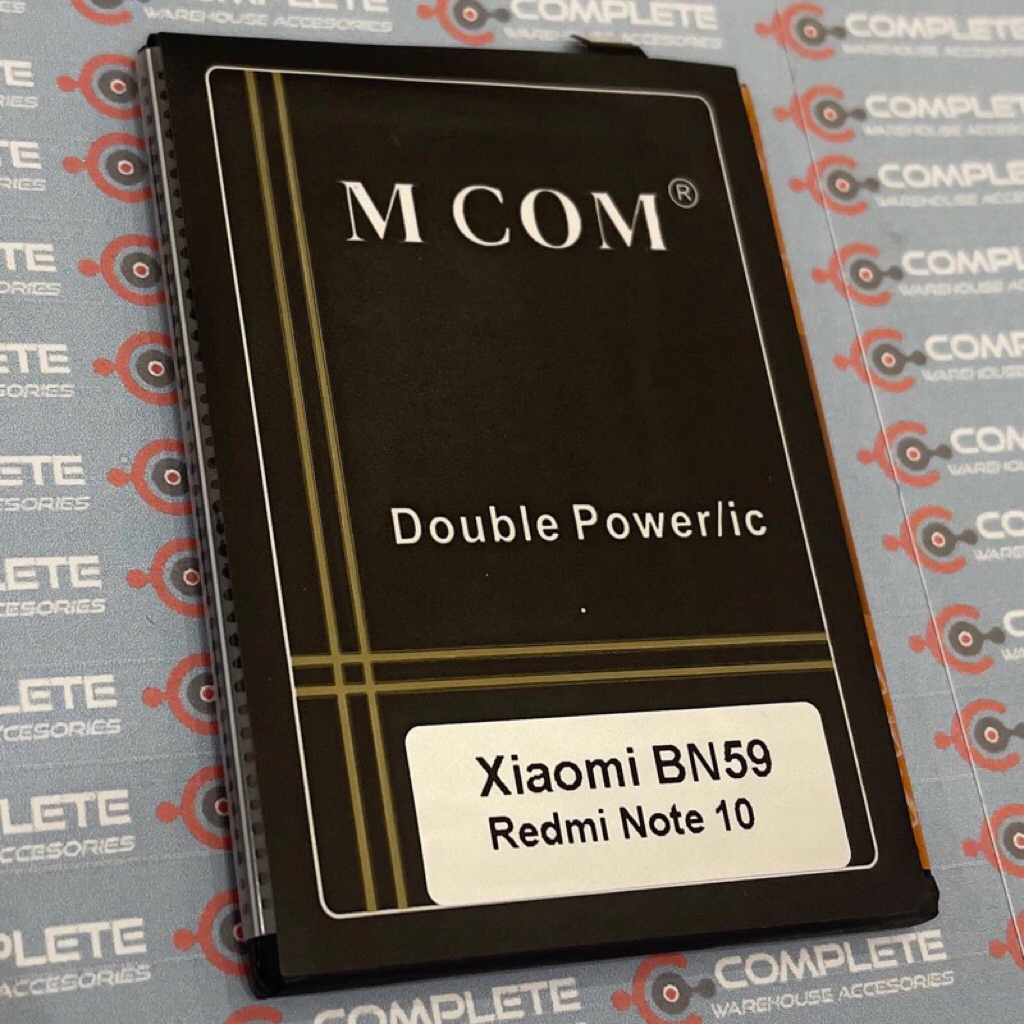 M COM®
Double Power/ic
Xiaomi BN59
Redmi Note 10
COMPLETE
WAREHOUSE ACCESORIES